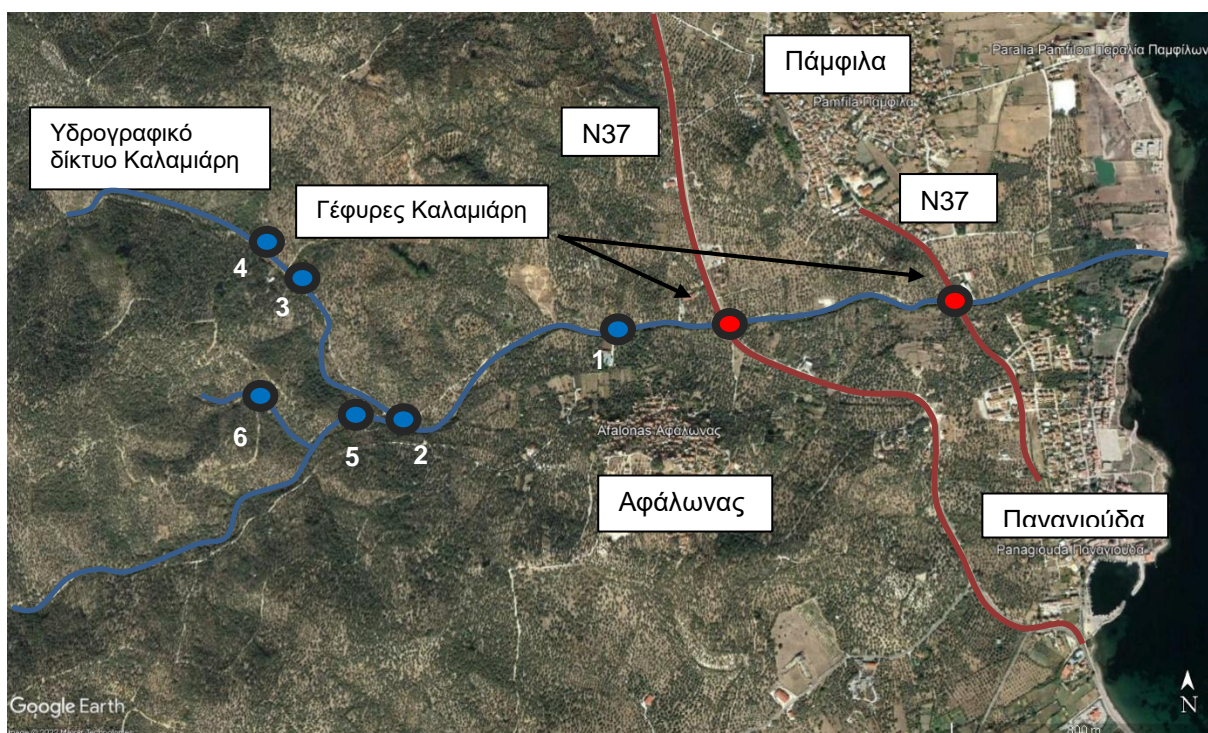 Πάμφιλα
Paralia Pamfilon Παραλία Παμφίλων
Pamfila Πάμφιλα
N37
Υδρογραφικό
δίκτυο Καλαμιάρη
Γέφυρες Καλαμιάρη
N37
4
3
1
6
5
2
Afalonas Αφάλωνας
Αφάλωνας
Παναγιούδα
Panagiouda Παναγιούδα
Google Earth
N
800 m